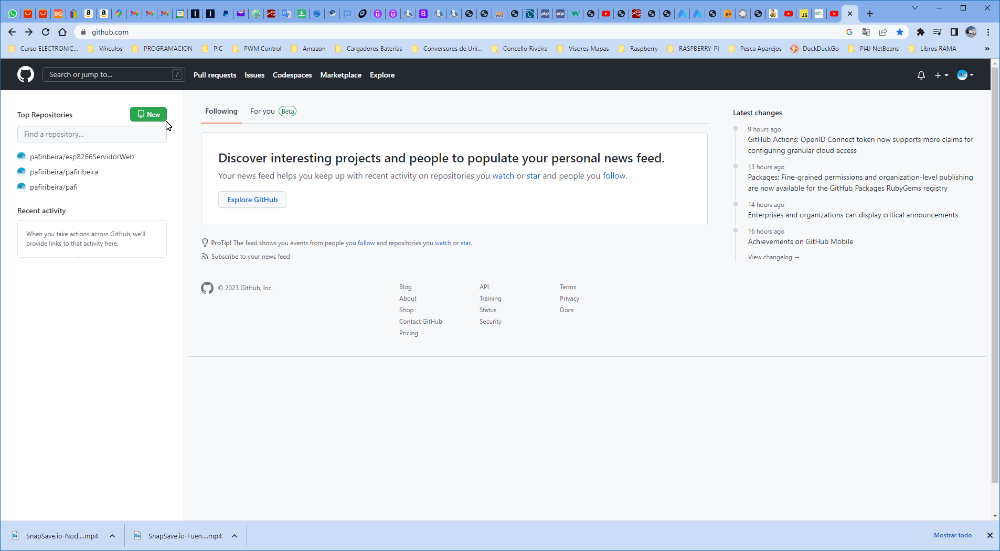 github.com
Curso ELECTRONIC...
Vínculos
PROGRAMACION
PIC
PWM Control
Amazon
Cargadores Baterias
Conversores de Uni...
Concello Riveira
Visores Mapas
Raspberry
RASPBERRY-PI
Pesca Aparejos
DuckDuckGo
Pi4J NetBeans
Libros RAMA
»
Search or jump to...
/
Pull requests
Issues
Codespaces
Marketplace
Explore
Top Repositories
New
Find a repository...
pafiribeira/esp8266ServidorWeb
pafiribeira/pafiribeira
pafiribeira/pafi
Recent activity
When you take actions across GitHub, we'll
provide links to that activity here.
Following
For you
Beta
Discover interesting projects and people to populate your personal news feed.
Your news feed helps you keep up with recent activity on repositories you watch or star and people you follow.
Explore GitHub
ProTip! The feed shows you events from people you follow and repositories you watch or star.
Subscribe to your news feed
© 2023 GitHub, Inc.
Blog
About
Shop
Contact GitHub
Pricing
API
Training
Status
Security
Terms
Privacy
Docs
Latest changes
9 hours ago
GitHub Actions: OpenID Connect token now supports more claims for
configuring granular cloud access
13 hours ago
Packages: Fine-grained permissions and organization-level publishing
are now available for the GitHub Packages RubyGems registry
14 hours ago
Enterprises and organizations can display critical announcements
16 hours ago
Achievements on GitHub Mobile
View changelog →
SnapSave.io-Nod....mp4
SnapSave.io-Fuen....mp4
Mostrar todo